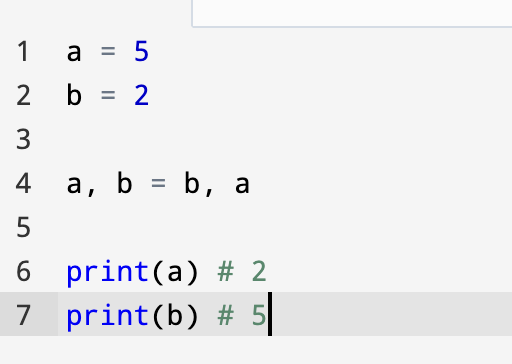 1 a = 5
2 b = 2
3
4 a, b = b, a
5
6 print(a) # 2
7 print(b) # 5